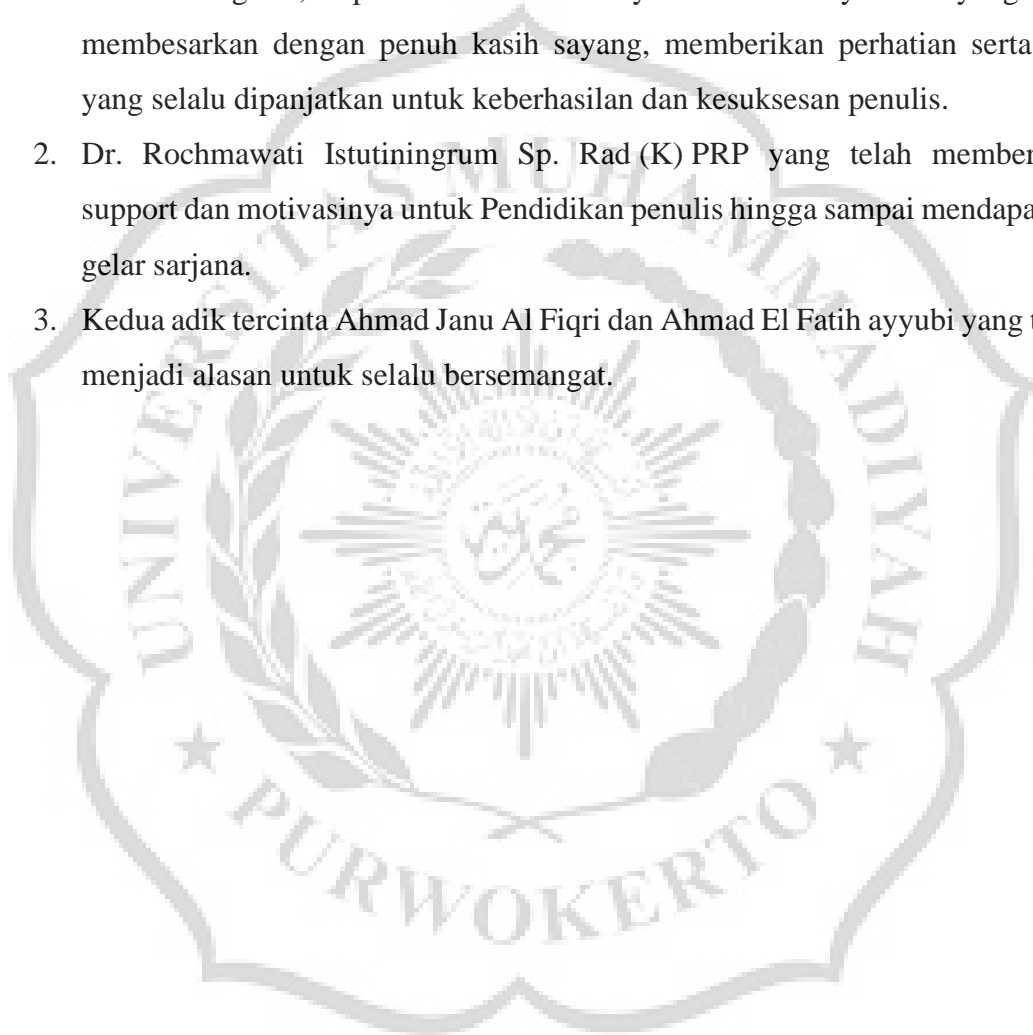 membesarkan dengan penuh kasih sayang, memberikan perhatian serta
yang selalu dipanjatkan untuk keberhasilan dan kesuksesan penulis.
2. Dr. Rochmawati Istutiningrum Sp. Rad (K) PRP yang telah member
support dan motivasinya untuk Pendidikan penulis hingga sampai mendapa
gelar sarjana.
3. Kedua adik tercinta Ahmad Janu Al Fiqri dan Ahmad El Fatih ayyubi yang t
menjadi alasan untuk selalu bersemangat.
UNIVERSITAS MUHAMMADIYAH
PURWOKERTO